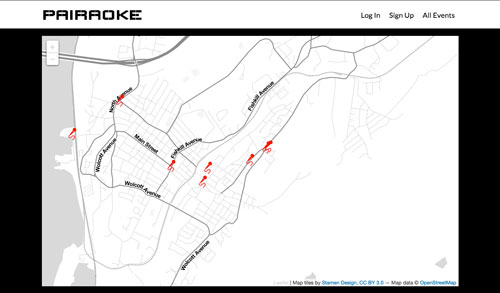 PAIRAOKE
Log In Sign Up All Events
+
-
North Avenue
Main Street
Fishkill Avenue
Fishkill Avenue
Wolcott Avenue
Wolcott Avenue
Wolcott Avenue
Leaflet | Map tiles by Stamen Design, CC BY 3.0 — Map data © OpenStreetMap